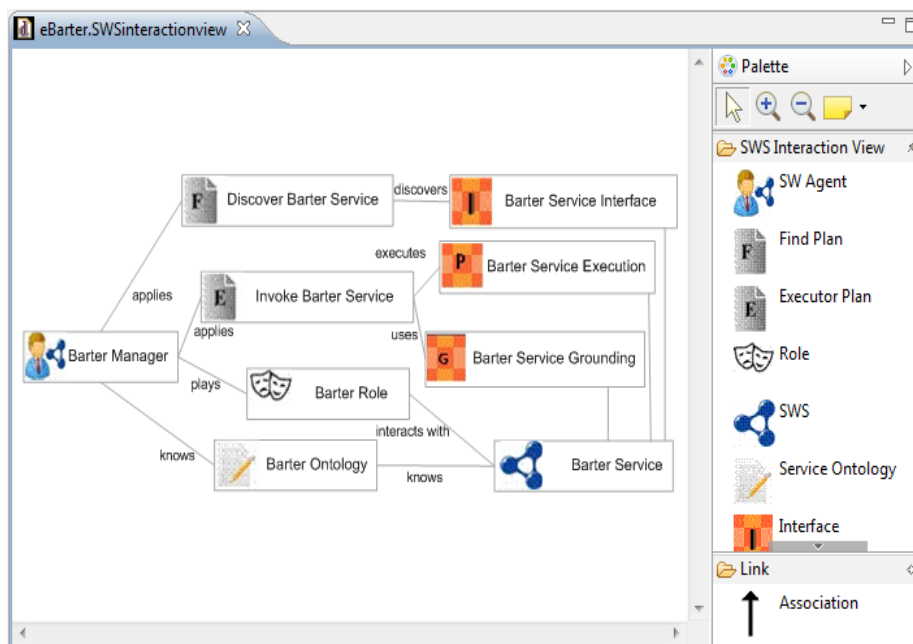 eBarter.SWSinteractionview
Palette
SWS Interaction View
SW Agent
Find Plan
Executor Plan
Role
SWS
Service Ontology
Interface
Link
Association
F
Discover Barter Service
discovers
I
Barter Service Interface
applies
E
Invoke Barter Service
executes
P
Barter Service Execution
applies
uses
G
Barter Service Grounding
Barter Manager
plays
Barter Role
interacts with
knows
Barter Ontology
knows
Barter Service
F
E
I